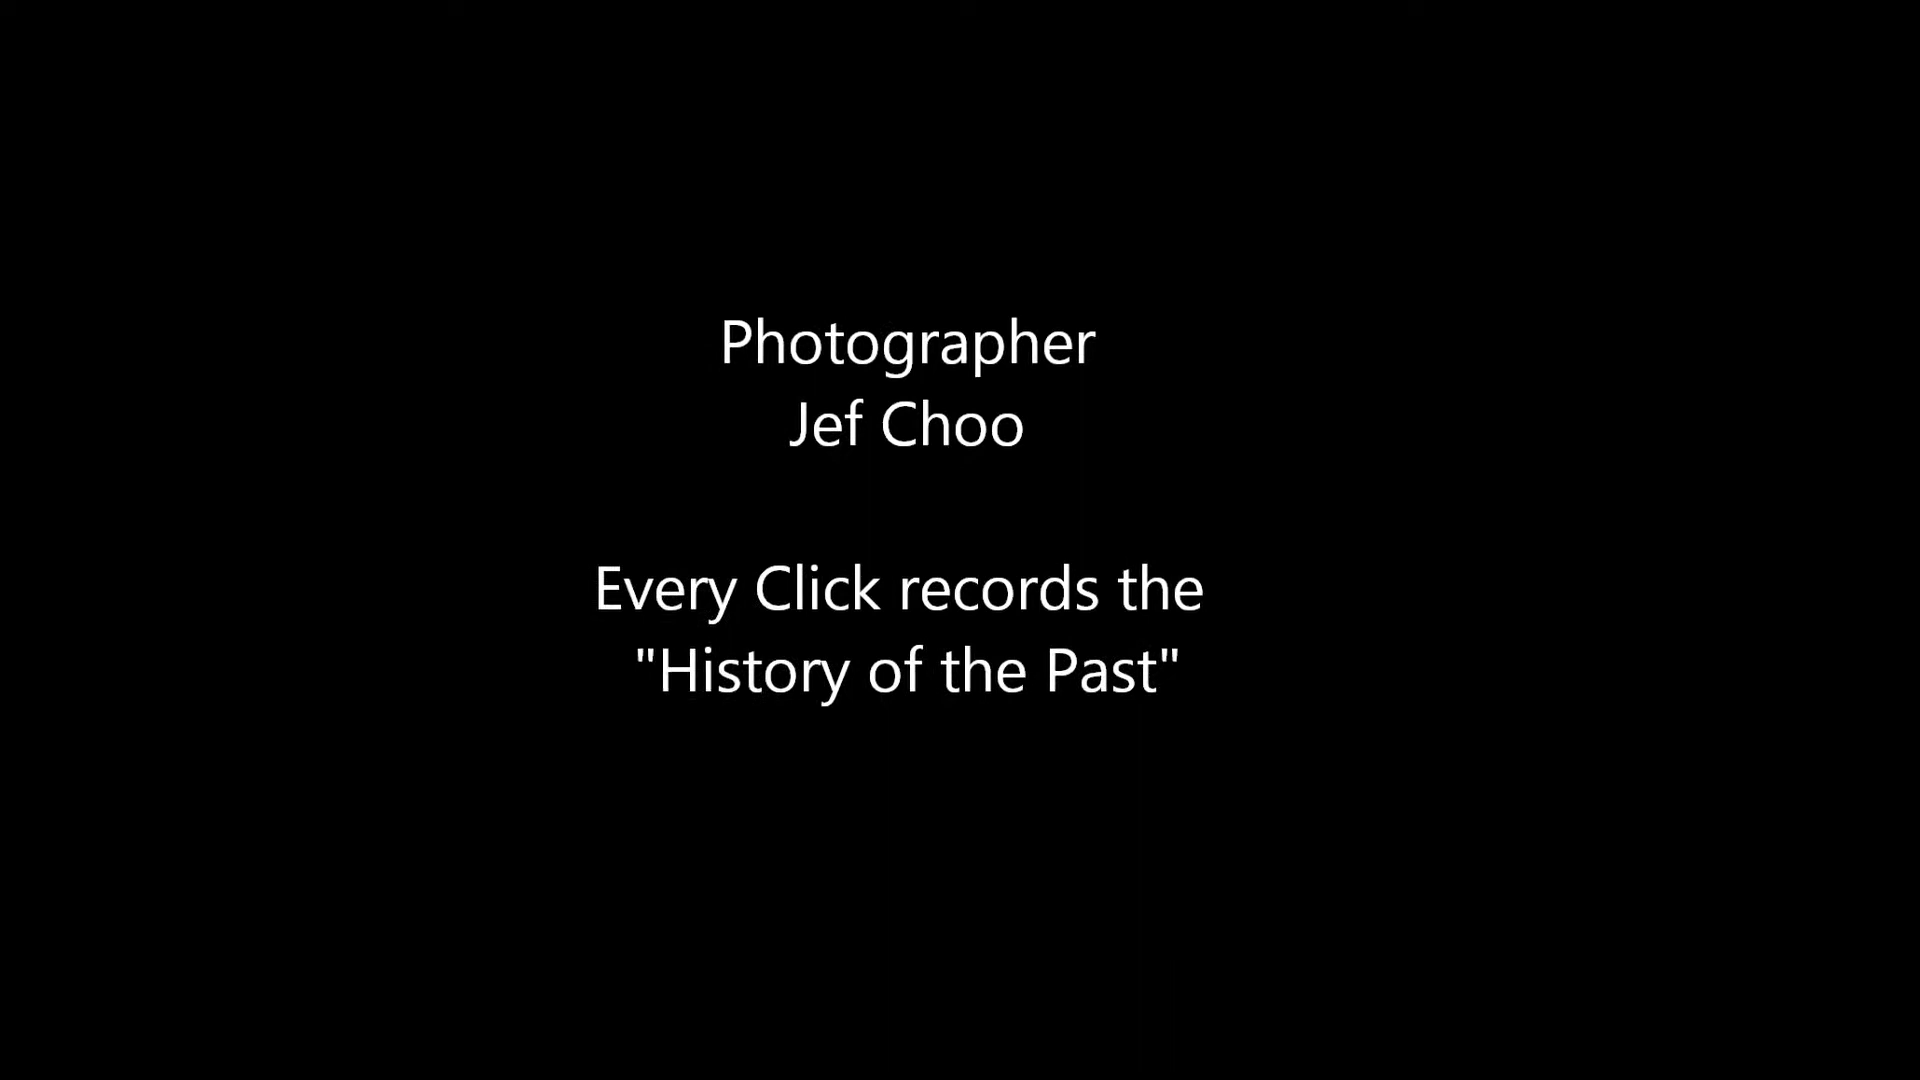 Photographer
Jef Choo
Every Click records the
"History of the Past"